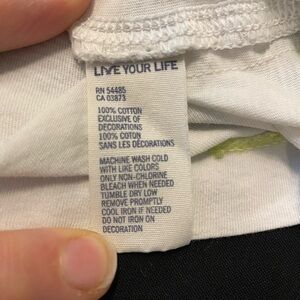 LIVE YOUR LIFE
RN 54485
CA 03873
100% COTTON
EXCLUSIVE OF
DECORATIONS
100% COTON
SANS LES DÉCORATIONS
MACHINE WASH COLD
WITH LIKE COLORS
ONLY NON-CHLORINE
BLEACH WHEN NEEDED
TUMBLE DRY LOW
REMOVE PROMPTLY
COOL IRON IF NEEDED
DO NOT IRON ON
DECORATION